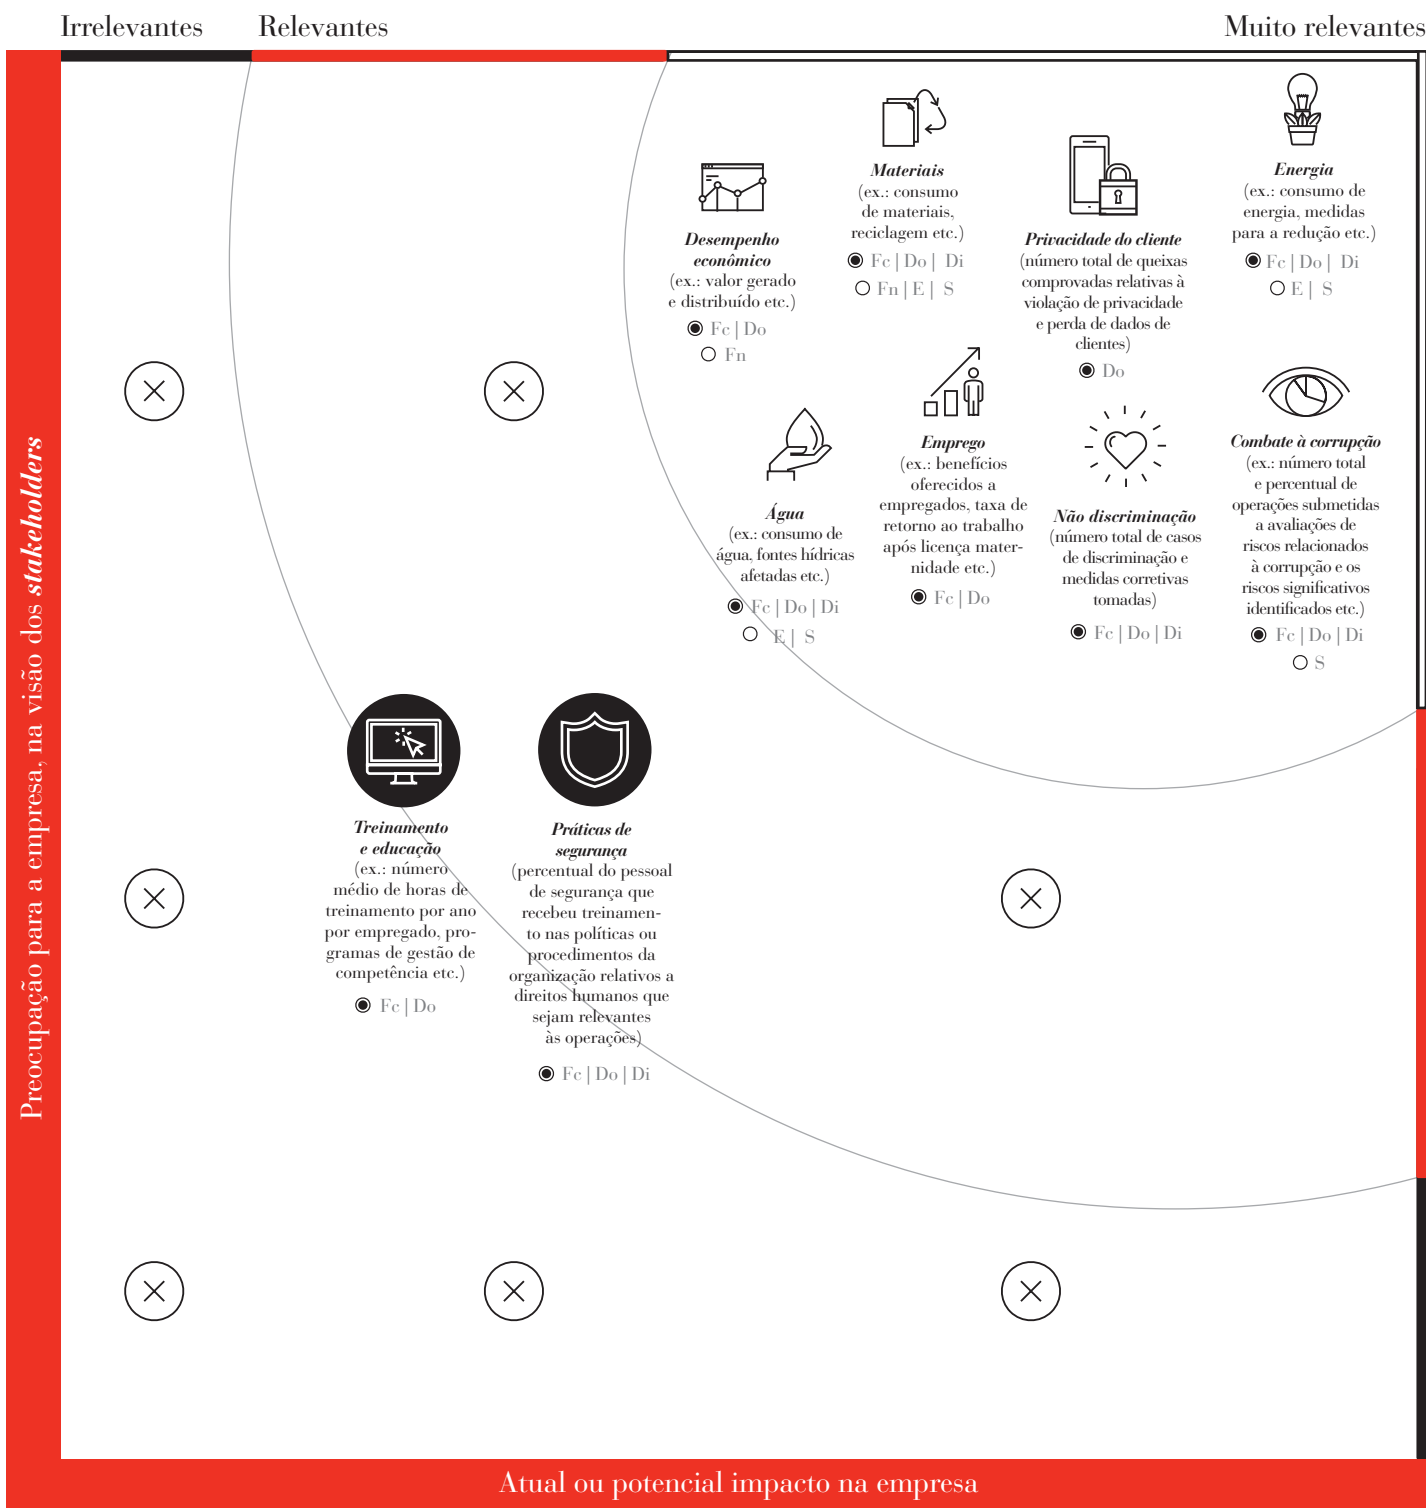 Irrelevantes
Relevantes
Muito relevantes
Preocupação para a empresa, na visão dos stakeholders
Desempenho
econômico
(ex.: valor gerado
e distribuído etc.)
Fc | Do
Fn
Materiais
(ex.: consumo
de materiais,
reciclagem etc.)
Fc | Do | Di
Fn | E | S
Privacidade do cliente
(número total de queixas
comprovadas relativas à
violação de privacidade
e perda de dados de
clientes)
Do
Energia
(ex.: consumo de
energia, medidas
para a redução etc.)
Fc | Do | Di
E | S
Água
(ex.: consumo de
água, fontes hídricas
afetadas etc.)
Fc | Do | Di
E | S
Emprego
(ex.: benefícios
oferecidos a
empregados, taxa de
retorno ao trabalho
após licença mater-
nidade etc.)
Fc | Do
Não discriminação
(número total de casos
de discriminação e
medidas corretivas
tomadas)
Fc | Do | Di
Combate à corrupção
(ex.: número total
e percentual de
operações submetidas
a avaliações de
riscos relacionados
à corrupção e os
riscos significativos
identificados etc.)
Fc | Do | Di
S
Treinamento
e educação
(ex.: número
médio de horas de
treinamento por ano
por empregado, pro-
gramas de gestão de
competência etc.)
Fc | Do
Práticas de
segurança
(percentual do pessoal
de segurança que
recebeu treinamen-
to nas políticas ou
procedimentos da
organização relativos a
direitos humanos que
sejam relevantes
às operações)
Fc | Do | Di
Atual ou potencial impacto na empresa